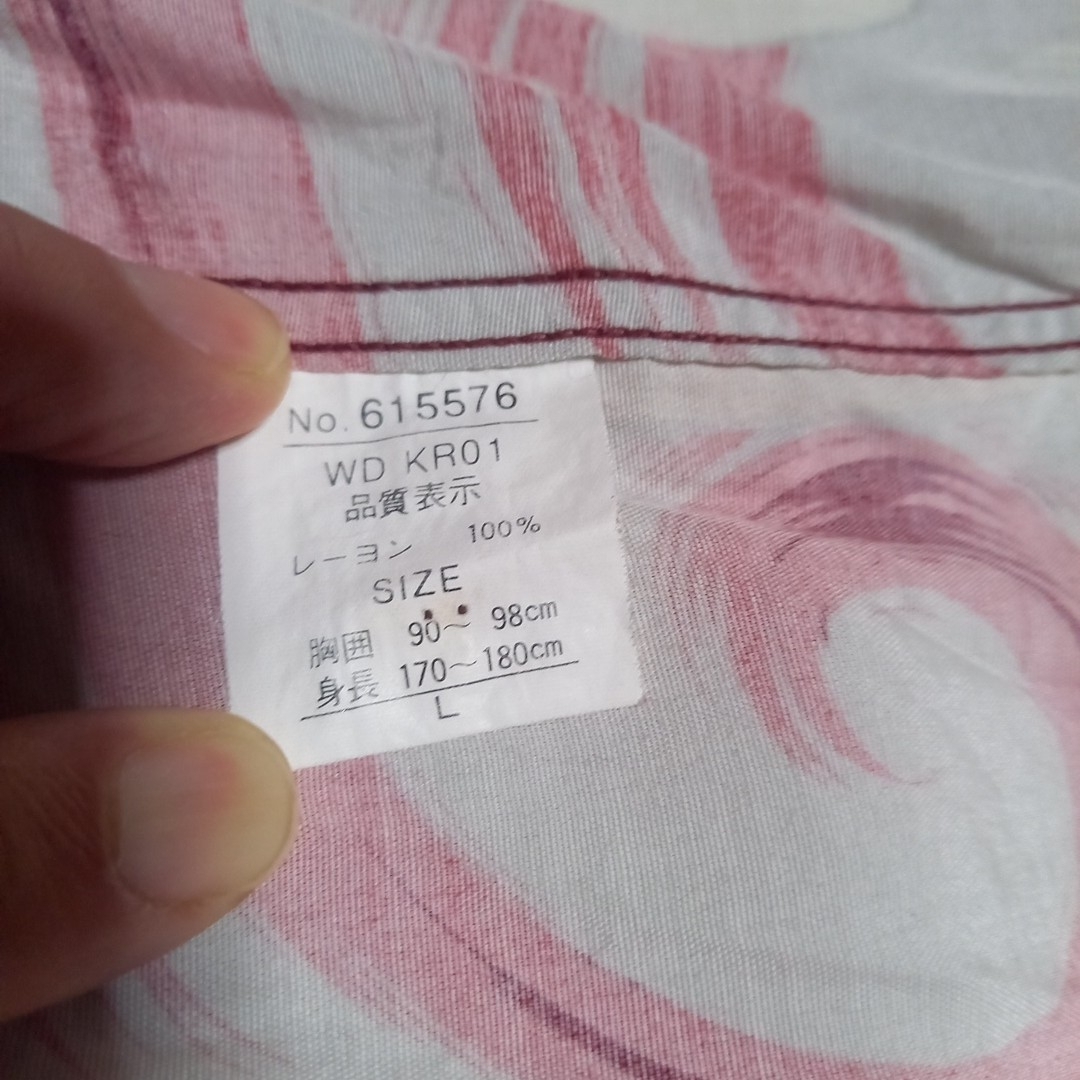 No. 615576
WD KR01
品質表示
レーヨン 100%
SIZE
胸囲 90～ 98cm
身長 170～180cm
L